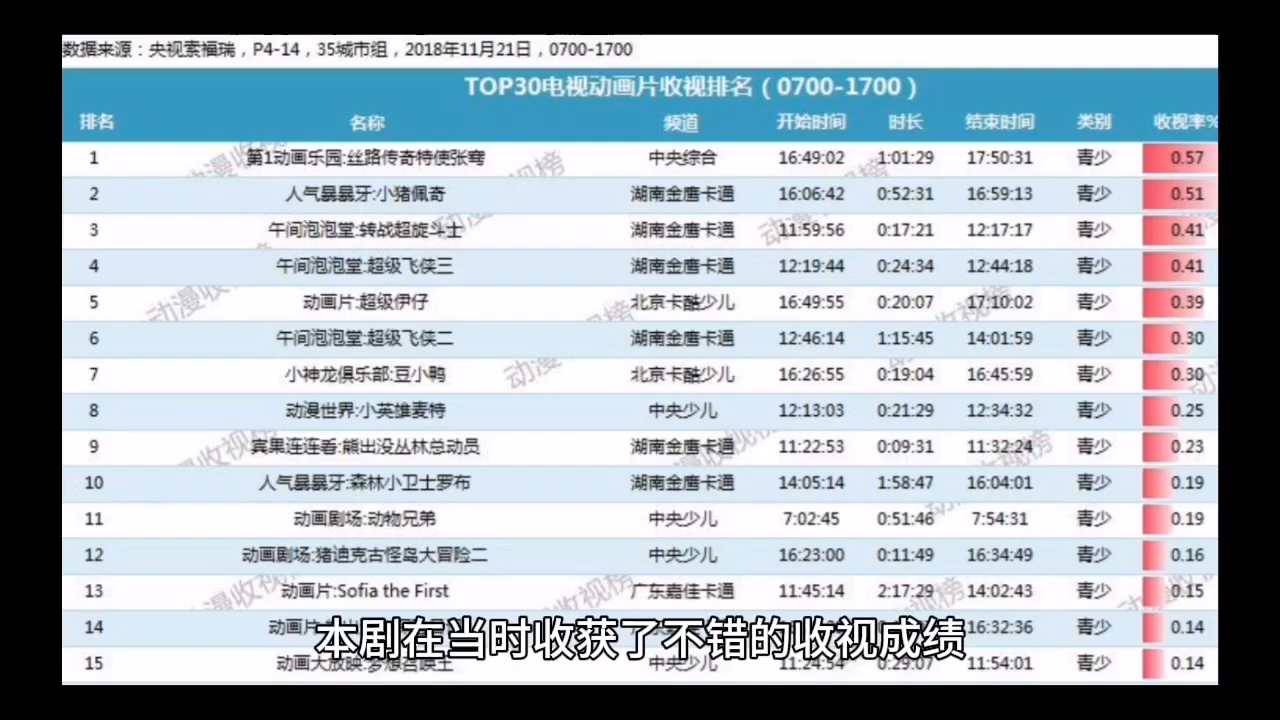 数据来源：央视索福瑞，P4-14，35城市组，2018年11月21日，0700-1700
TOP30电视动画片收视排名（0700-1700）
排名 名称 频道 开始时间 时长 结束时间 类别 收视率%
1 第1动画乐园:丝路传奇特使张骞 中央综合 16:49:02 1:01:29 17:50:31 青少 0.57
2 人气暴暴牙:小猪佩奇 湖南金鹰卡通 16:06:42 0:52:31 16:59:13 青少 0.51
3 午间泡泡堂:转战超旋斗士 湖南金鹰卡通 11:59:56 0:17:21 12:17:17 青少 0.41
4 午间泡泡堂:超级飞侠三 湖南金鹰卡通 12:19:44 0:24:34 12:44:18 青少 0.41
5 动画片:超级伊仔 北京卡酷少儿 16:49:55 0:20:07 17:10:02 青少 0.39
6 午间泡泡堂:超级飞侠二 湖南金鹰卡通 12:46:14 1:15:45 14:01:59 青少 0.30
7 小神龙俱乐部:豆小鸭 北京卡酷少儿 16:26:55 0:19:04 16:45:59 青少 0.30
8 动漫世界:小英雄麦特 中央少儿 12:13:03 0:21:29 12:34:32 青少 0.25
9 宾果连连看:熊出没丛林总动员 湖南金鹰卡通 11:22:53 0:09:31 11:32:24 青少 0.23
10 人气暴暴牙:森林小卫士罗布 湖南金鹰卡通 14:05:14 1:58:47 16:04:01 青少 0.19
11 动画剧场:动物兄弟 中央少儿 7:02:45 0:51:46 7:54:31 青少 0.19
12 动画剧场:猪迪克古怪岛大冒险二 中央少儿 16:23:00 0:11:49 16:34:49 青少 0.16
13 动画片:Sofia the First 广东嘉佳卡通 11:45:14 2:17:29 14:02:43 青少 0.15
14 动画片 16:32:36 青少 0.14
15 动画大放映:梦想召唤王 中央少儿 11:24:54 0:29:07 11:54:01 青少 0.14
本剧在当时收获了不错的收视成绩